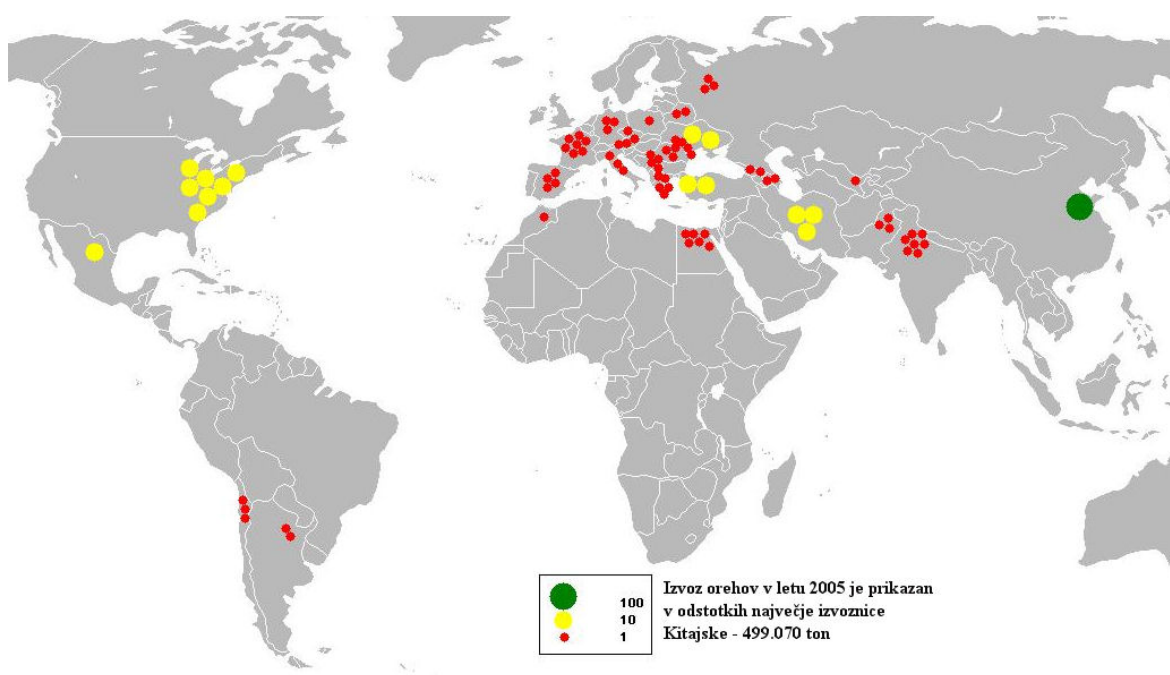 100
10
1
Izvoz orehov v letu 2005 je prikazan
v odstotkih največje izvoznice
Kitajske - 499.070 ton